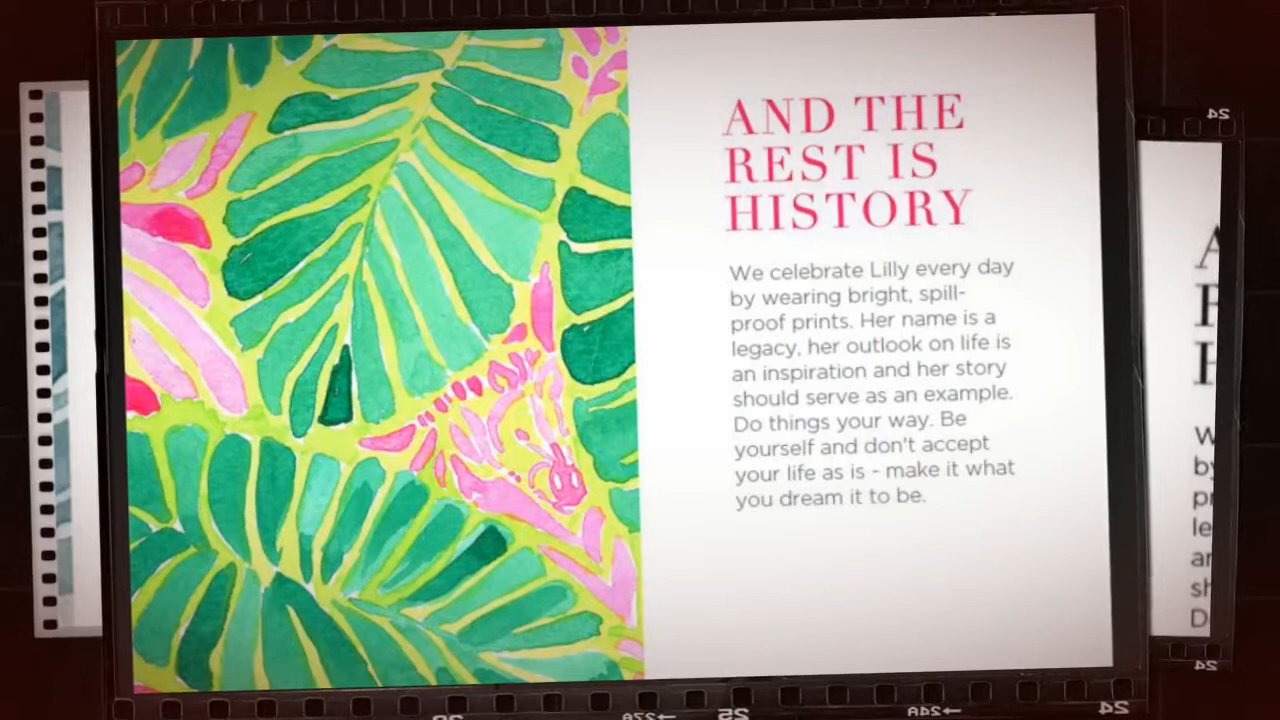 AND THE
REST IS
HISTORY
We celebrate Lilly every day
by wearing bright, spill-
proof prints. Her name is a
legacy, her outlook on life is
an inspiration and her story
should serve as an example.
Do things your way. Be
yourself and don't accept
your life as is - make it what
you dream it to be.
24
24
25
24A
24